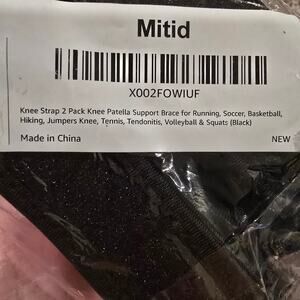 Mitid
X002FOWIUF
Knee Strap 2 Pack Knee Patella Support Brace for Running, Soccer, Basketball,
Hiking, Jumpers Knee, Tennis, Tendonitis, Volleyball & Squats (Black)
Made in China
NEW